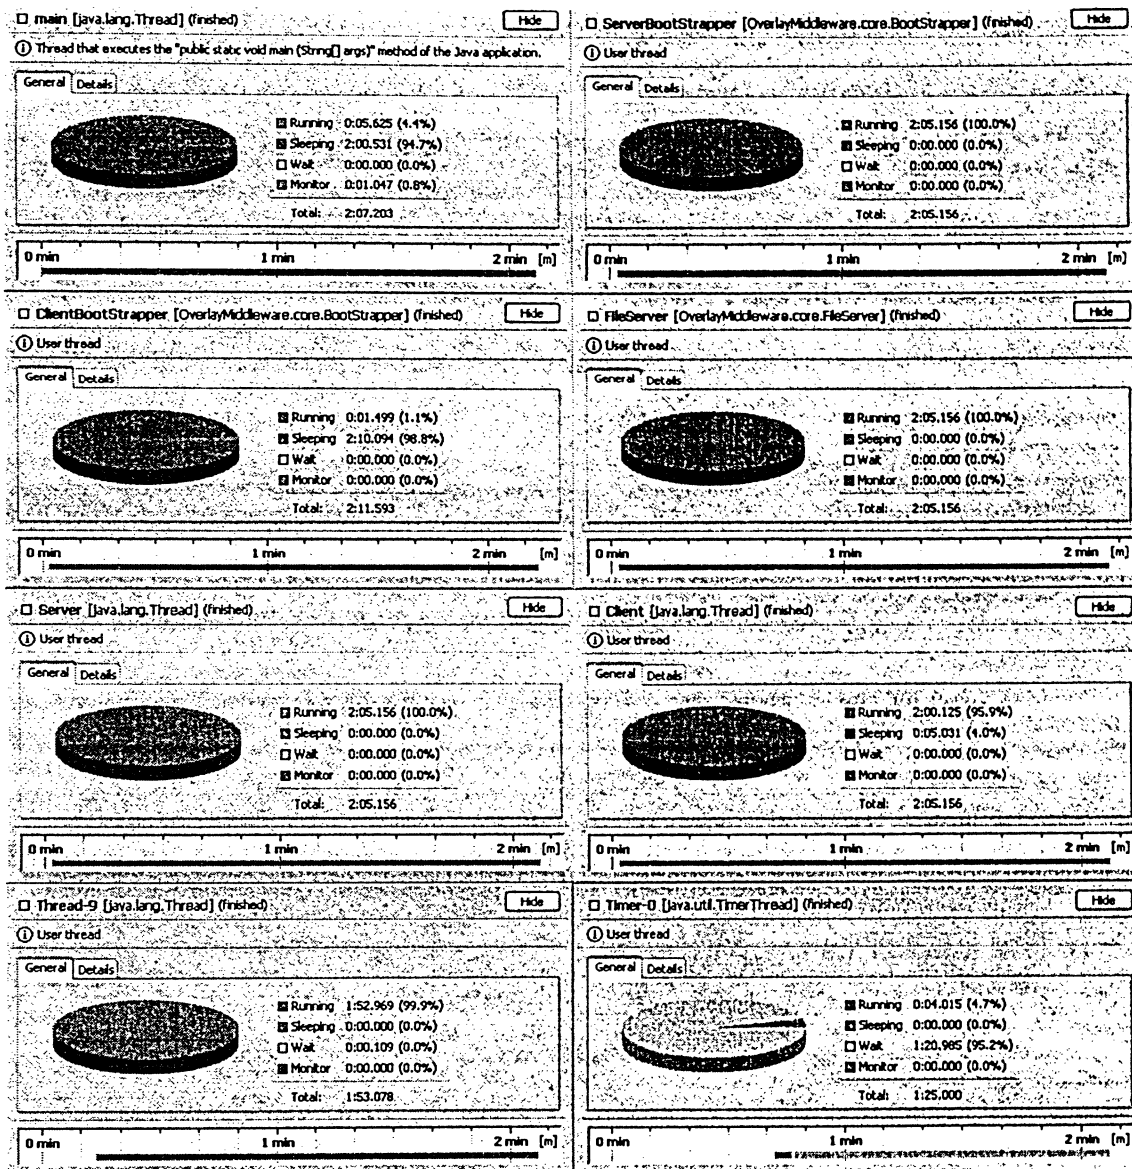 main [java.lang.Thread] (finished)
Hide
Thread that executes the "public static void main (String[] args)" method of the Java application.
General Details
Running 0:05.625 (4.4%)
Sleeping 2:00.531 (94.7%)
Wait 0:00.000 (0.0%)
Monitor 0:01.047 (0.8%)
Total: 2:07.203
0 min 1 min 2 min [m]
ServerBootStrapper [OverlayMiddleware.core.BootStrapper] (finished)
Hide
User thread
General Details
Running 2:05.156 (100.0%)
Sleeping 0:00.000 (0.0%)
Wait 0:00.000 (0.0%)
Monitor 0:00.000 (0.0%)
Total: 2:05.156
0 min 1 min 2 min [m]
ClientBootStrapper [OverlayMiddleware.core.BootStrapper] (finished)
Hide
User thread
General Details
Running 0:01.499 (1.1%)
Sleeping 2:10.094 (98.8%)
Wait 0:00.000 (0.0%)
Monitor 0:00.000 (0.0%)
Total: 2:11.593
0 min 1 min 2 min [m]
FileServer [OverlayMiddleware.core.FileServer] (finished)
Hide
User thread
General Details
Running 2:05.156 (100.0%)
Sleeping 0:00.000 (0.0%)
Wait 0:00.000 (0.0%)
Monitor 0:00.000 (0.0%)
Total: 2:05.156
0 min 1 min 2 min [m]
Server [java.lang.Thread] (finished)
Hide
User thread
General Details
Running 2:05.156 (100.0%)
Sleeping 0:00.000 (0.0%)
Wait 0:00.000 (0.0%)
Monitor 0:00.000 (0.0%)
Total: 2:05.156
0 min 1 min 2 min [m]
Client [java.lang.Thread] (finished)
Hide
User thread
General Details
Running 2:00.125 (95.9%)
Sleeping 0:05.031 (4.0%)
Wait 0:00.000 (0.0%)
Monitor 0:00.000 (0.0%)
Total: 2:05.156
0 min 1 min 2 min [m]
Thread-9 [java.lang.Thread] (finished)
Hide
User thread
General Details
Running 1:52.969 (99.9%)
Sleeping 0:00.000 (0.0%)
Wait 0:00.109 (0.0%)
Monitor 0:00.000 (0.0%)
Total: 1:53.078
0 min 1 min 2 min [m]
Timer-0 [java.util.TimerThread] (finished)
Hide
User thread
General Details
Running 0:04.015 (4.7%)
Sleeping 0:00.000 (0.0%)
Wait 1:20.985 (95.2%)
Monitor 0:00.000 (0.0%)
Total: 1:25.000
0 min 1 min 2 min [m]